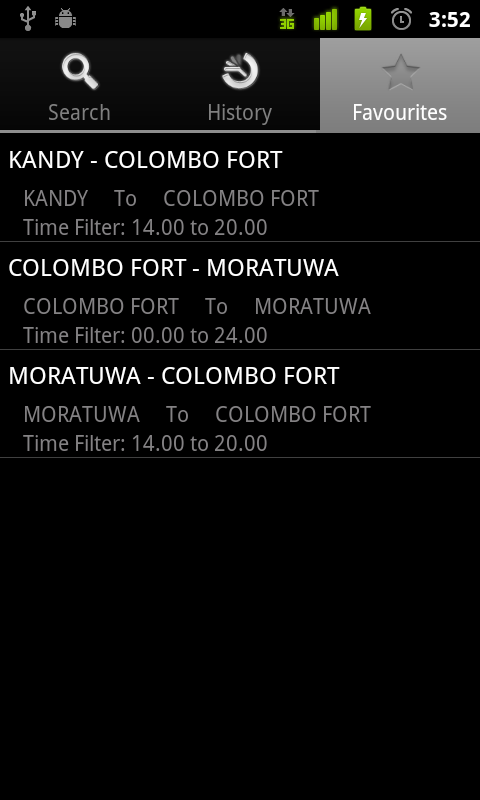 3G 3:52
Search History Favourites
KANDY - COLOMBO FORT
KANDY To COLOMBO FORT
Time Filter: 14.00 to 20.00
COLOMBO FORT - MORATUWA
COLOMBO FORT To MORATUWA
Time Filter: 00.00 to 24.00
MORATUWA - COLOMBO FORT
MORATUWA To COLOMBO FORT
Time Filter: 14.00 to 20.00